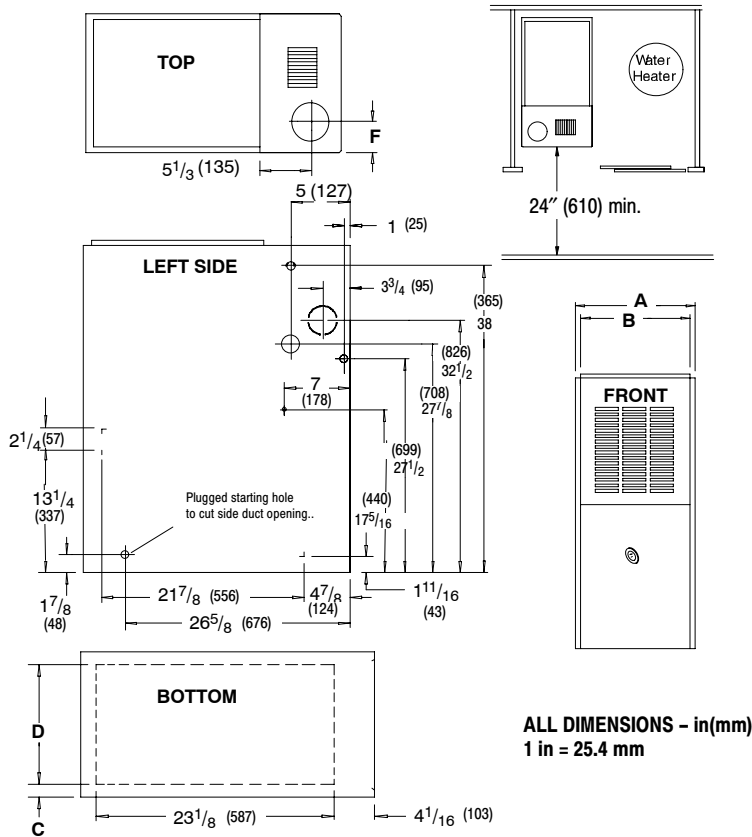 TOP
F
5 1/3 (135)
Water
Heater
24″ (610) min.
5 (127)
1 (25)
LEFT SIDE
3 3/4 (95)
(365)
38
(826)
32 1/2
(708)
27 7/8
7
(178)
(699)
27 1/2
2 1/4 (57)
13 1/4
(337)
Plugged starting hole
to cut side duct opening..
(440)
17 5/16
1 7/8
(48)
21 7/8 (556)
4 7/8
(124)
1 11/16
(43)
26 5/8 (676)
A
B
FRONT
BOTTOM
D
C
23 1/8 (587)
4 1/16 (103)
ALL DIMENSIONS – in(mm)
1 in = 25.4 mm